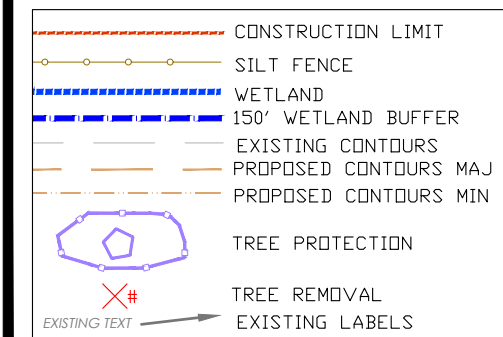 CONSTRUCTION LIMIT
SILT FENCE
WETLAND
150' WETLAND BUFFER
EXISTING CONTOURS
PROPOSED CONTOURS MAJ
PROPOSED CONTOURS MIN
TREE PROTECTION
# TREE REMOVAL
EXISTING TEXT EXISTING LABELS